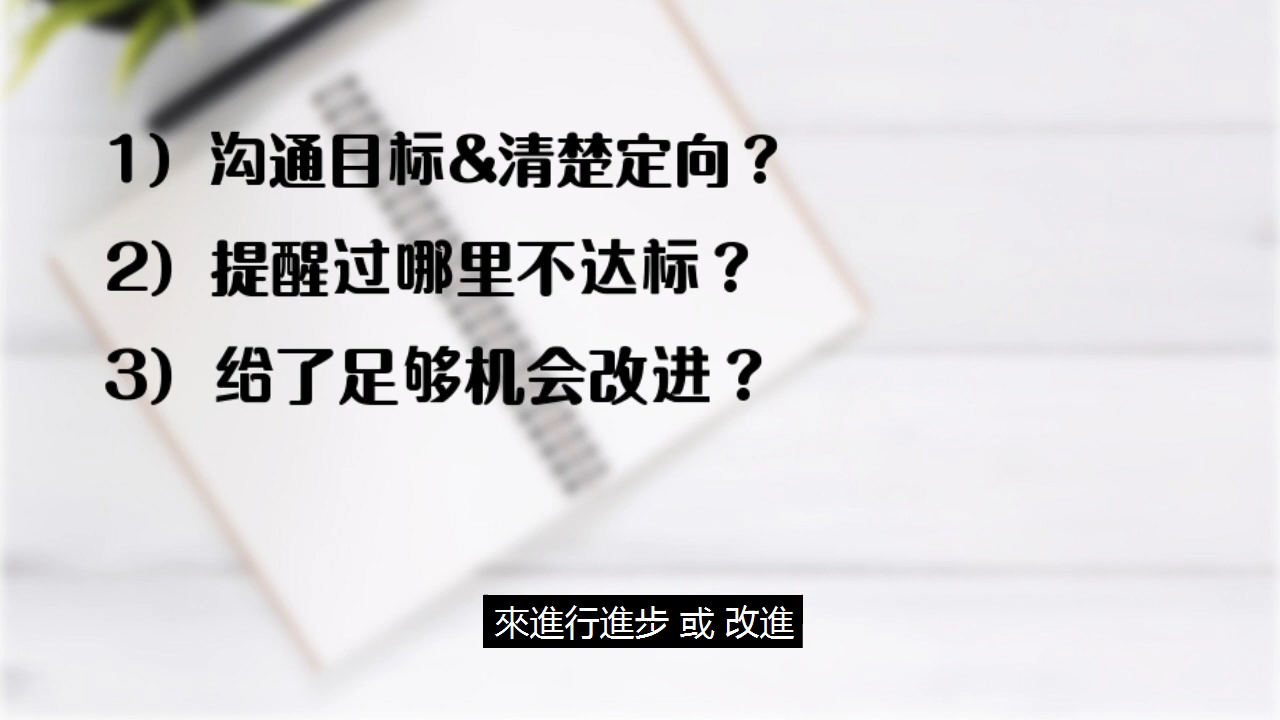 1) 沟通目标&清楚定向?
2) 提醒过哪里不达标?
3) 给了足够机会改进?
來進行進步 或 改進